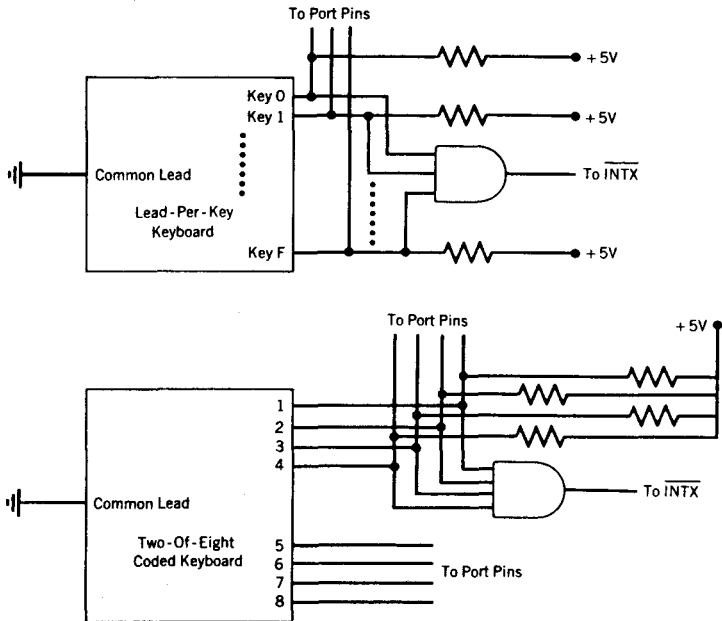 To Port Pins
+ 5V
Key 0
Key 1
+ 5V
Common Lead
To INTX
Lead-Per-Key
Keyboard
Key F
+ 5V
To Port Pins
+ 5V
1
2
3
4
Common Lead
To INTX
Two-Of-Eight
Coded Keyboard
5
6
7
8
To Port Pins